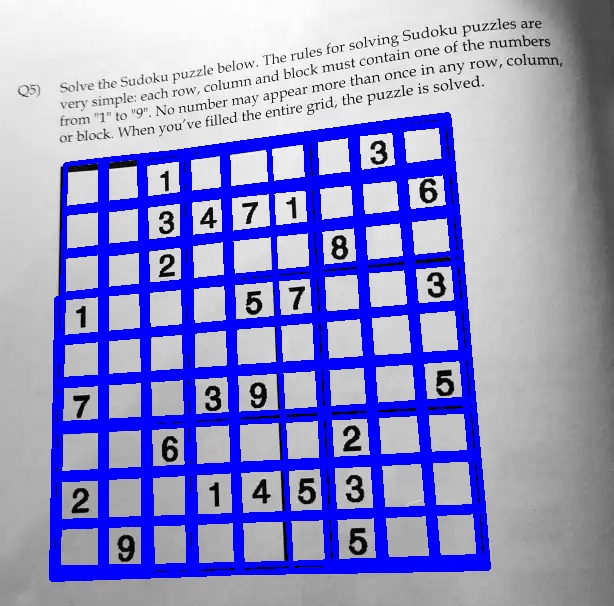 Q5) Solve the Sudoku puzzle below. The rules for solving Sudoku puzzles are
very simple: each row, column and block must contain one of the numbers
from "1" to "9". No number may appear more than once in any row, column,
or block. When you've filled the entire grid, the puzzle is solved.
1 3
3 4 7 1 6
2 8
1 5 7 3
7 3 9 5
6 2
2 1 4 5 3
9 5